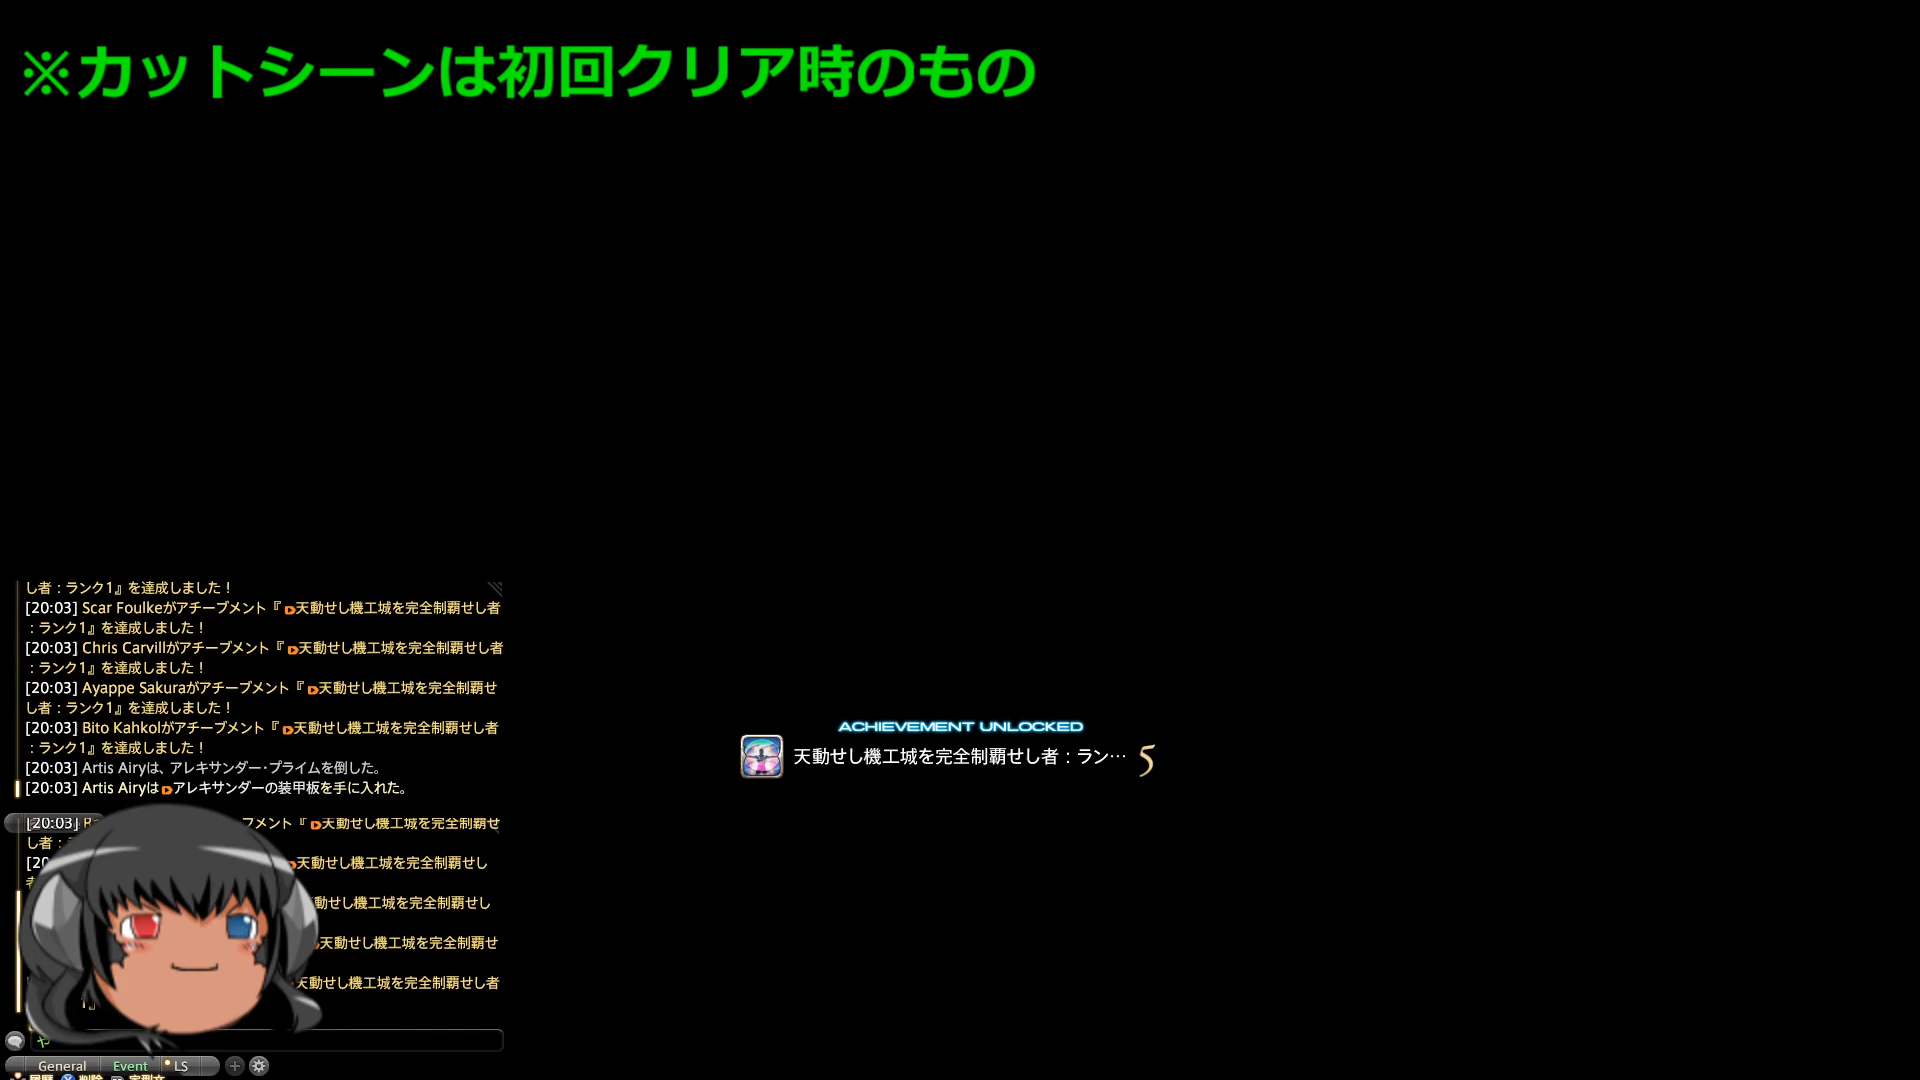 ※カットシーンは初回クリア時のもの
し者：ランク1』を達成しました！
[20:03] Scar Foulkeがアチーブメント『天動せし機工城を完全制覇せし者
：ランク1』を達成しました！
[20:03] Chris Carvillがアチーブメント『天動せし機工城を完全制覇せし者
：ランク1』を達成しました！
[20:03] Ayappe Sakuraがアチーブメント『天動せし機工城を完全制覇せ
し者：ランク1』を達成しました！
[20:03] Bito Kahkolがアチーブメント『天動せし機工城を完全制覇せし者
：ランク1』を達成しました！
[20:03] Artis Airyは、アレキサンダー・プライムを倒した。
[20:03] Artis Airyはアレキサンダーの装甲板を手に入れた。
ACHIEVEMENT UNLOCKED
天動せし機工城を完全制覇せし者：ラン… 5
[20:03] フメント『天動せし機工城を完全制覇せ
し者：
[20 天動せし機工城を完全制覇せし
動せし機工城を完全制覇せし
天動せし機工城を完全制覇せ
天動せし機工城を完全制覇せし者
や
General Event LS